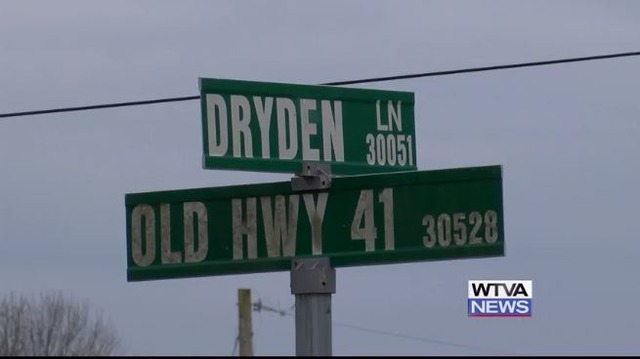 DRYDEN LN 30051
OLD HWY 41 30528
WTVA
NEWS